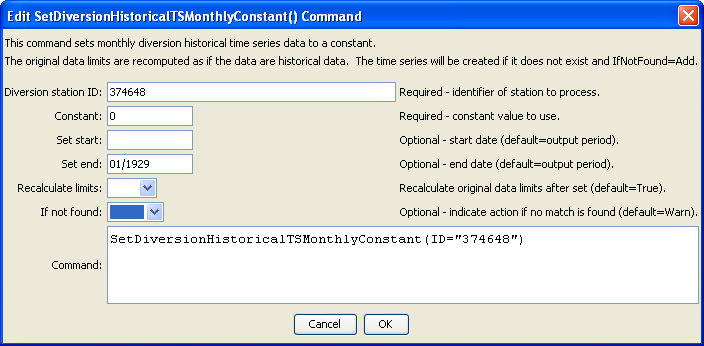 Edit SetDiversionHistoricalTSMonthlyConstant() Command
This command sets monthly diversion historical time series data to a constant.
The original data limits are recomputed as if the data are historical data. The time series will be created if it does not exist and IfNotFound=Add.
Diversion station ID: 374648 Required - identifier of station to process.
Constant: 0 Required - constant value to use.
Set start: Optional - start date (default=output period).
Set end: 01/1929 Optional - end date (default=output period).
Recalculate limits: Recalculate original data limits after set (default=True).
If not found: Optional - indicate action if no match is found (default=Warn).
SetDiversionHistoricalTSMonthlyConstant(ID="374648")
Command:
Cancel OK